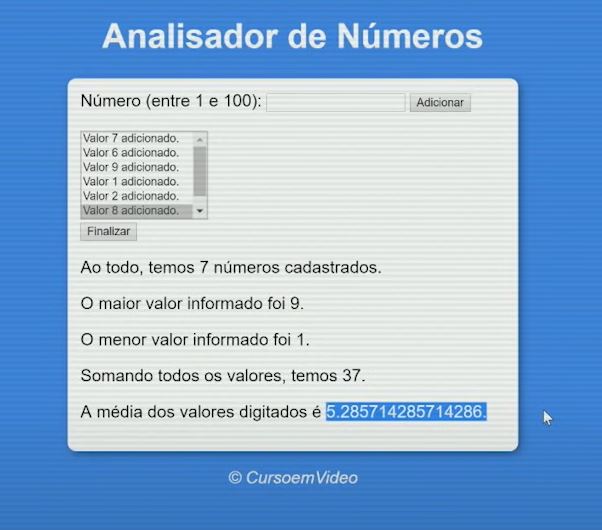 Analisador de Números
Número (entre 1 e 100): Adicionar
Valor 7 adicionado.
Valor 6 adicionado.
Valor 9 adicionado.
Valor 1 adicionado.
Valor 2 adicionado.
Valor 8 adicionado.
Finalizar
Ao todo, temos 7 números cadastrados.
O maior valor informado foi 9.
O menor valor informado foi 1.
Somando todos os valores, temos 37.
A média dos valores digitados é 5.285714285714286.
© CursoemVideo